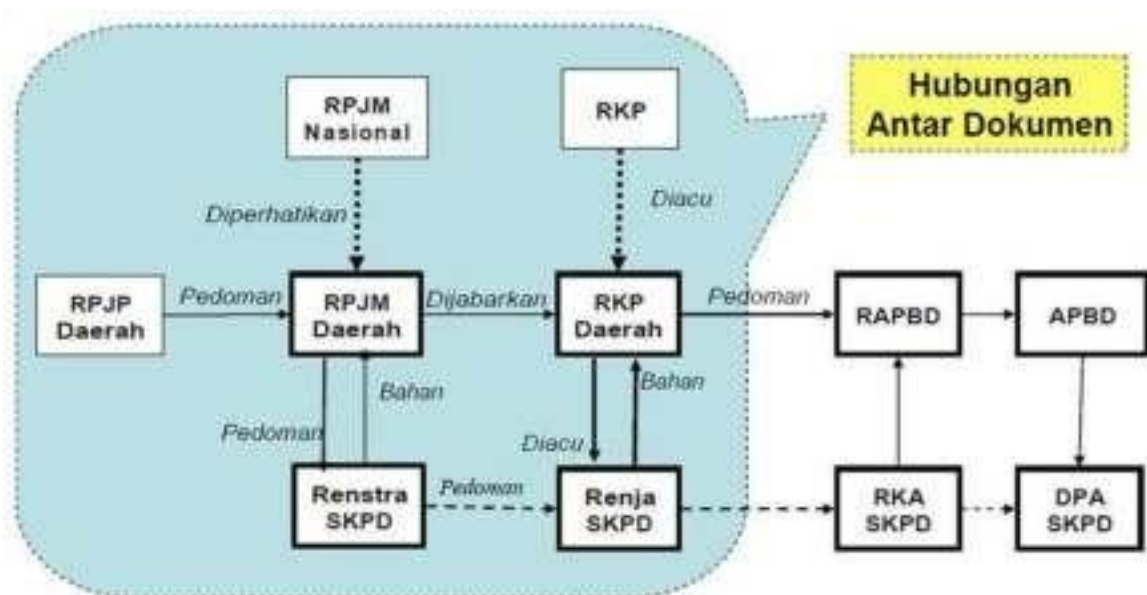 Hubungan
Antar Dokumen
RPJM
Nasional
RKP
Diperhatikan
Diacu
RPJP
Daerah
Pedoman
RPJM
Daerah
Dijabarkan
RKP
Daerah
Pedoman
RAPBD
APBD
Pedoman
Bahan
Diacu
Bahan
Renstra
SKPD
Pedoman
Renja
SKPD
RKA
SKPD
DPA
SKPD